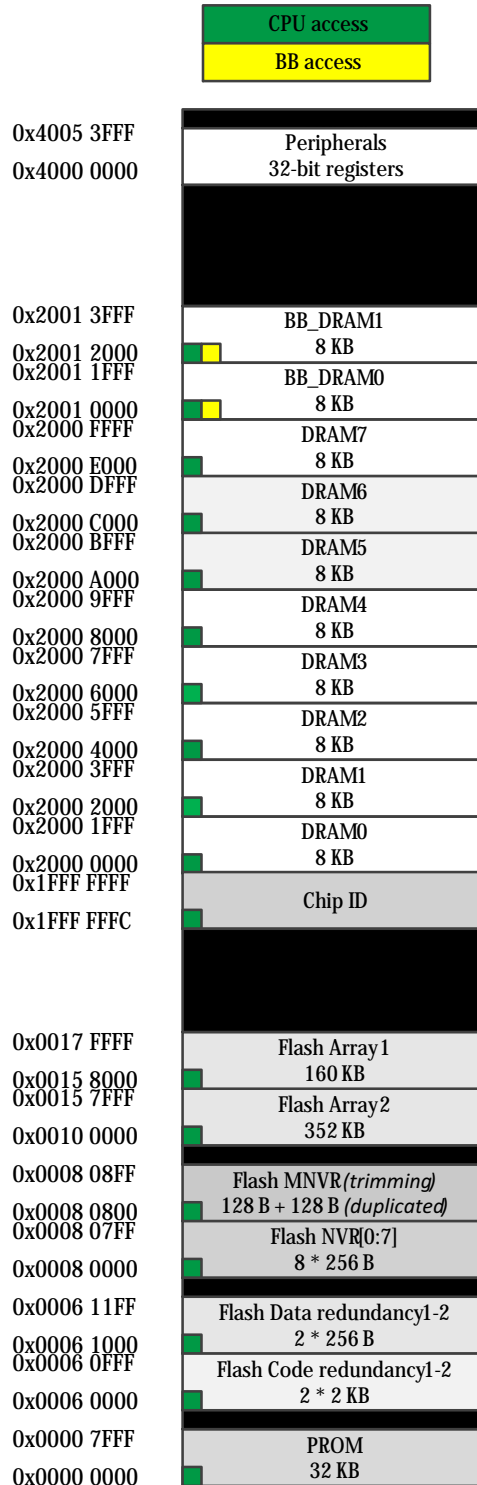 CPU access
BB access
0x4005 3FFF
Peripherals
0x4000 0000
32-bit registers
0x2001 3FFF
BB_DRAM1
0x2001 2000
8 KB
0x2001 1FFF
BB_DRAM0
0x2001 0000
8 KB
0x2000 FFFF
DRAM7
0x2000 E000
8 KB
0x2000 DFFF
DRAM6
0x2000 C000
8 KB
0x2000 BFFF
DRAM5
0x2000 A000
8 KB
0x2000 9FFF
DRAM4
0x2000 8000
8 KB
0x2000 7FFF
DRAM3
0x2000 6000
8 KB
0x2000 5FFF
DRAM2
0x2000 4000
8 KB
0x2000 3FFF
DRAM1
0x2000 2000
8 KB
0x2000 1FFF
DRAM0
0x2000 0000
8 KB
0x1FFF FFFF
Chip ID
0x1FFF FFFC
0x0017 FFFF
Flash Array1
0x0015 8000
160 KB
0x0015 7FFF
Flash Array2
0x0010 0000
352 KB
0x0008 08FF
Flash MNVR(trimming)
0x0008 0800
128 B + 128 B (duplicated)
0x0008 07FF
Flash NVR[0:7]
0x0008 0000
8 * 256 B
0x0006 11FF
Flash Data redundancy1-2
0x0006 1000
2 * 256 B
0x0006 0FFF
Flash Code redundancy1-2
0x0006 0000
2 * 2 KB
0x0000 7FFF
PROM
0x0000 0000
32 KB